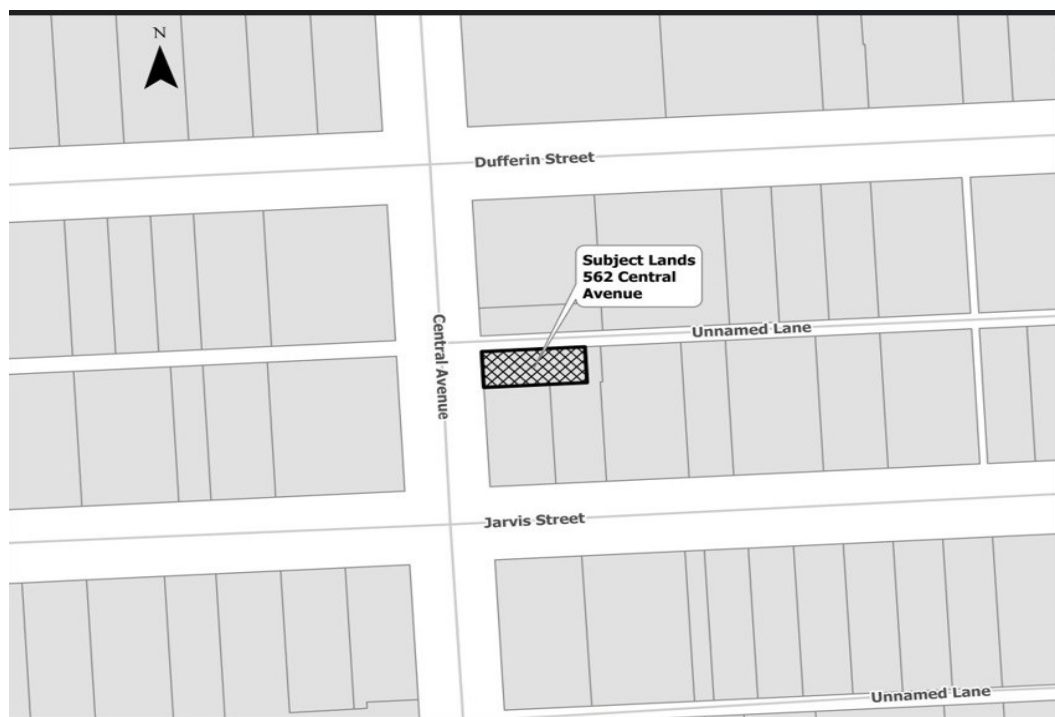 N
Dufferin Street
Subject Lands
562 Central
Avenue
Unnamed Lane
Central Avenue
Jarvis Street
Unnamed Lane